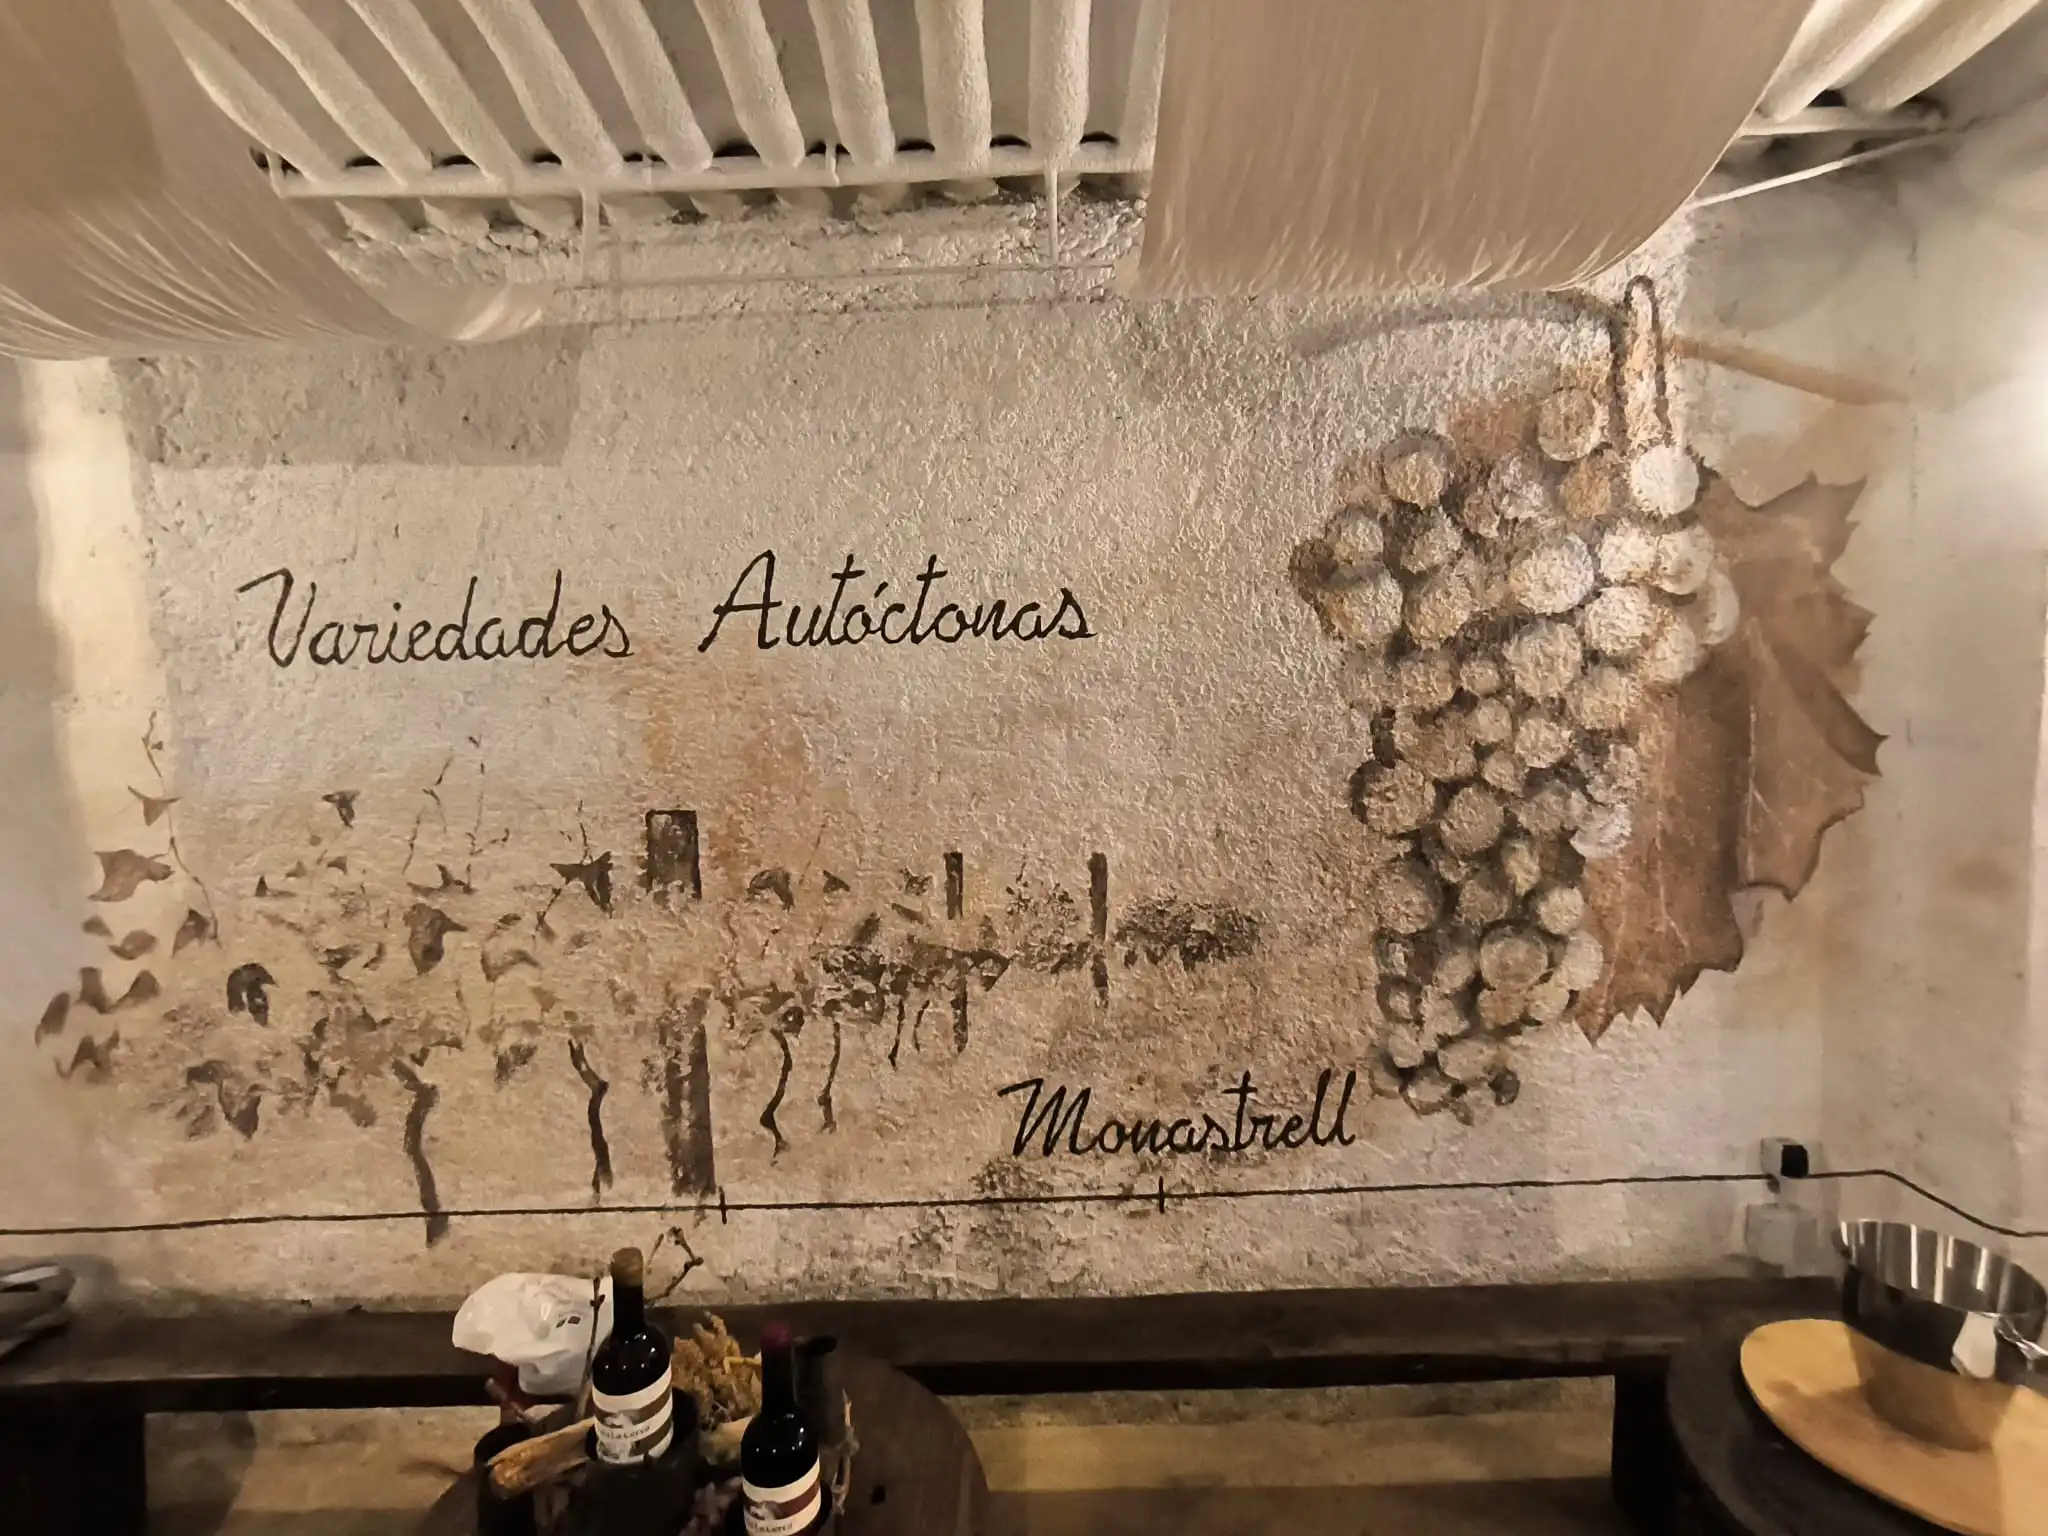 Variedades Autóctonas
Monastrell